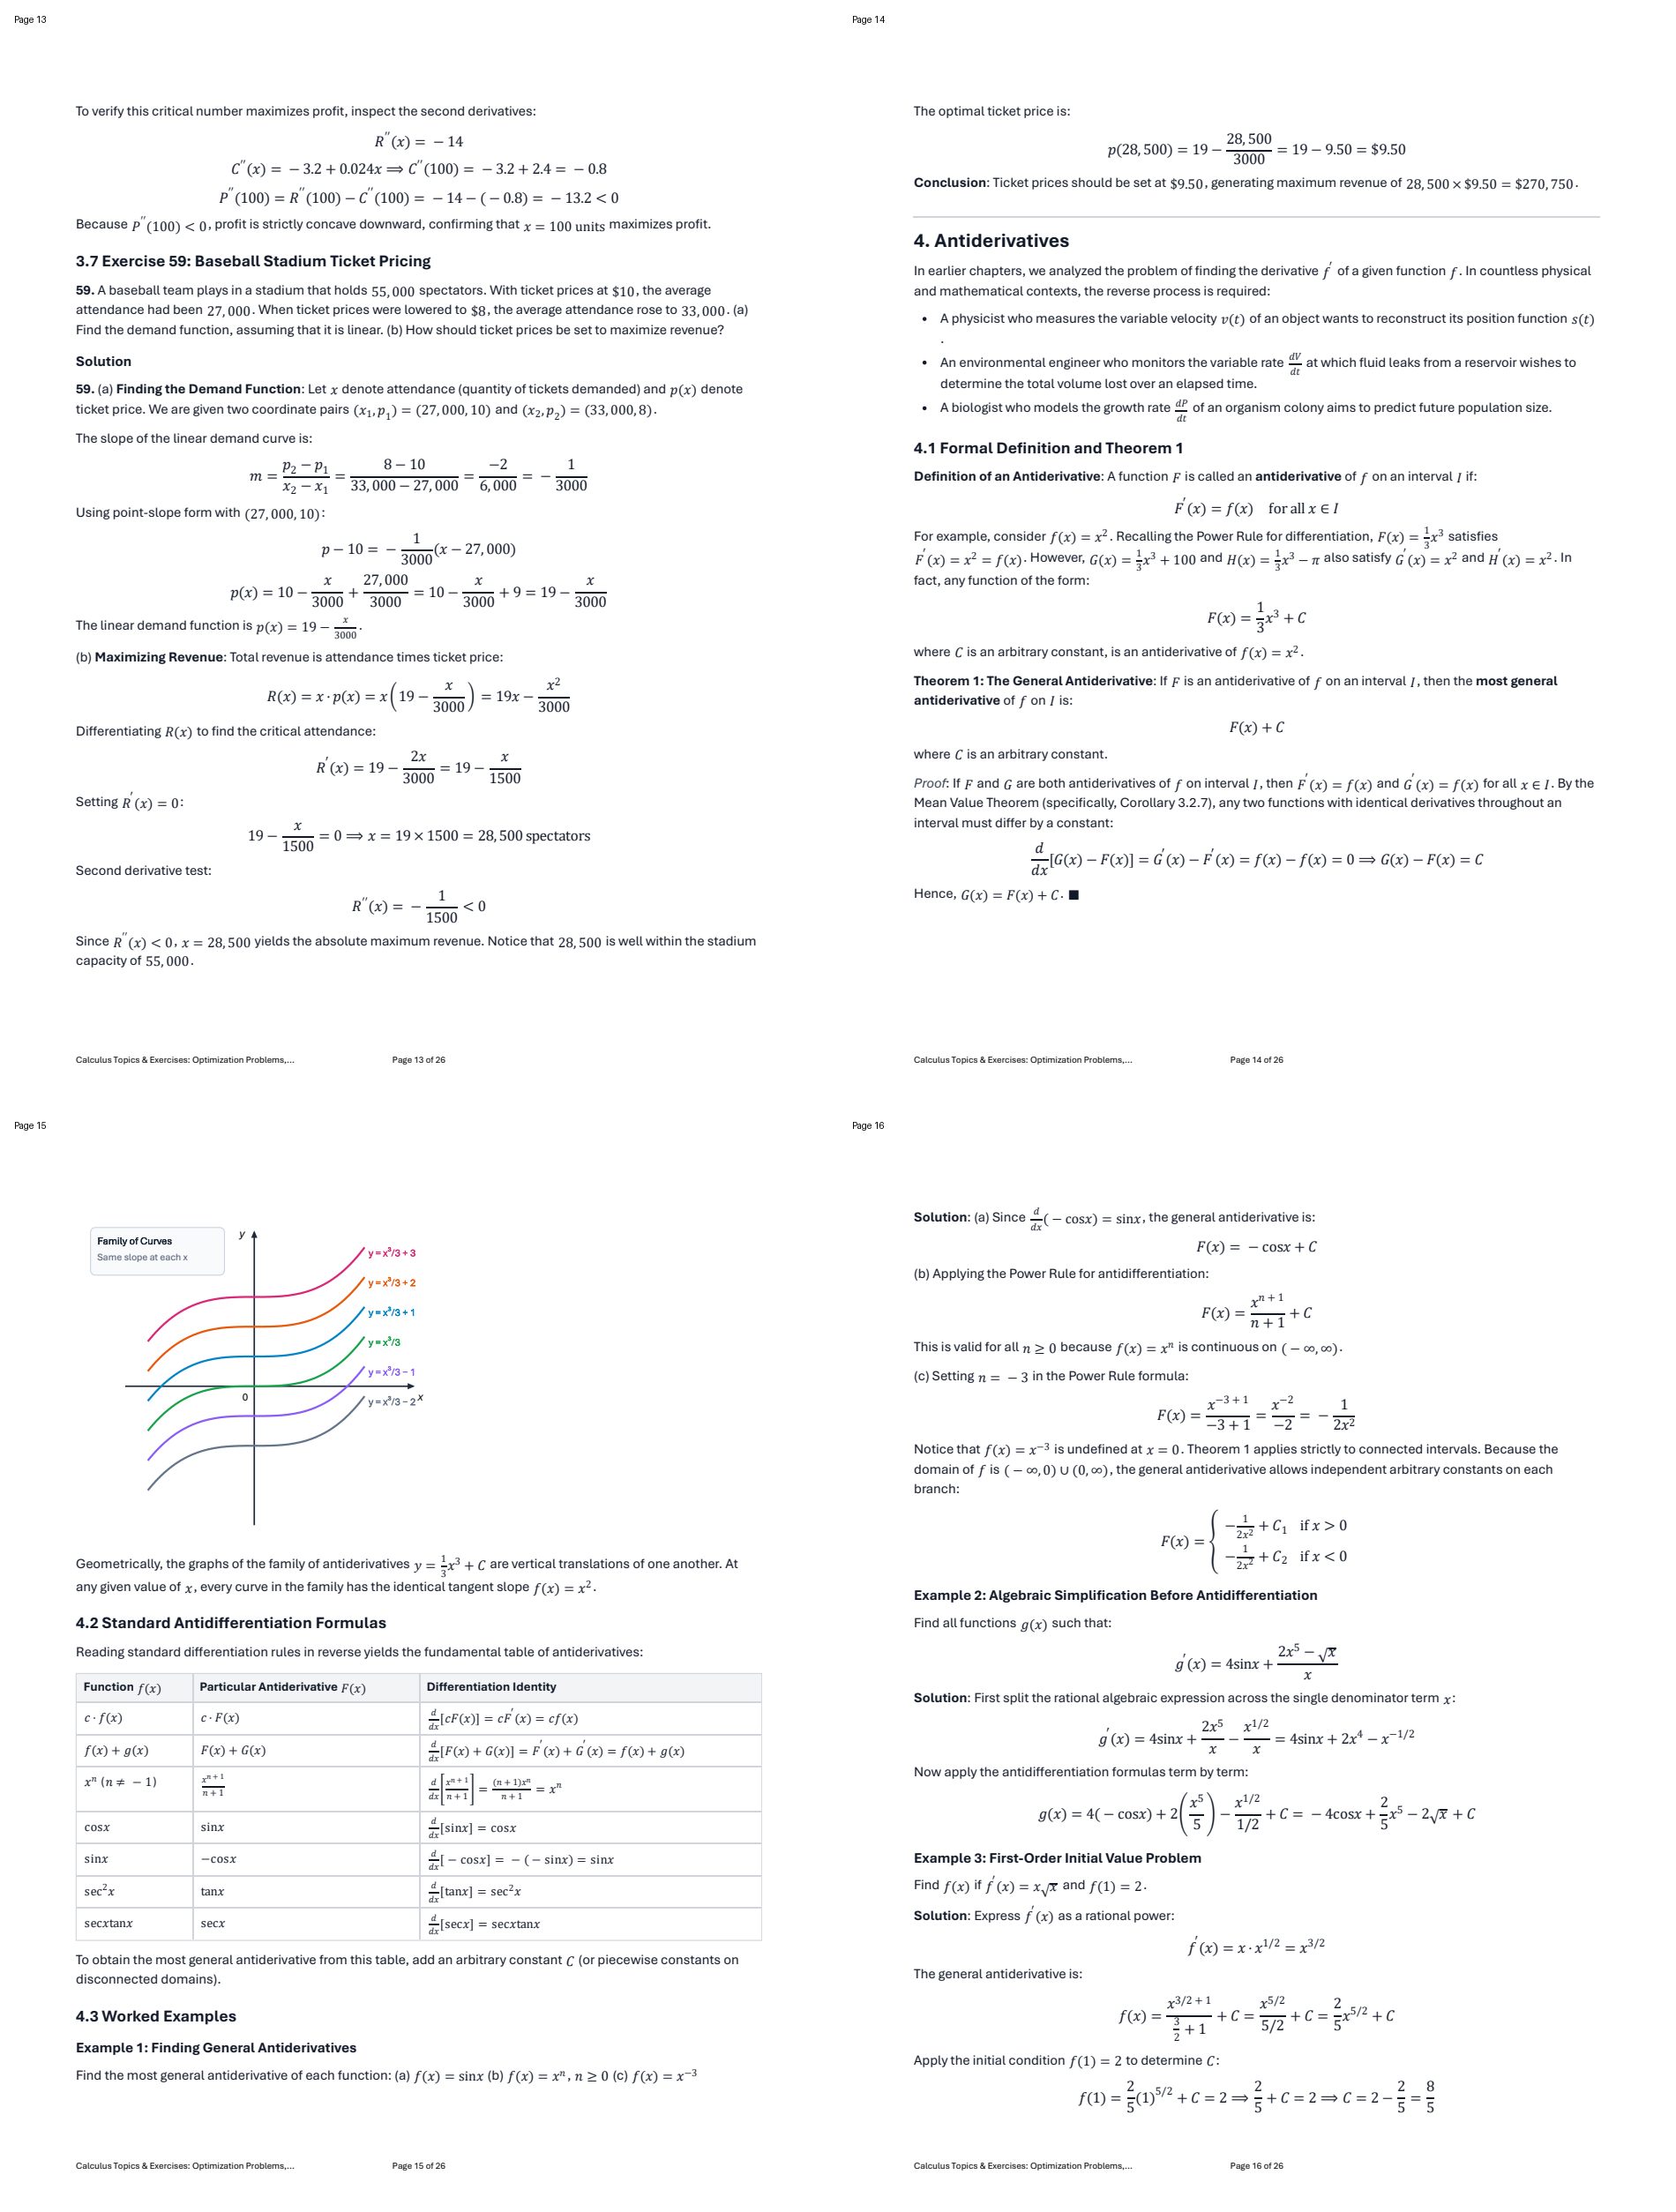 Page 13
To verify this critical number maximizes profit, inspect the second derivatives:
R″(x) = − 14
C″(x) = − 3.2 + 0.024x ⟹ C″(100) = − 3.2 + 2.4 = − 0.8
P″(100) = R″(100) − C″(100) = − 14 − ( − 0.8) = − 13.2 < 0
Because P″(100) < 0, profit is strictly concave downward, confirming that x = 100 units maximizes profit.
3.7 Exercise 59: Baseball Stadium Ticket Pricing
59. A baseball team plays in a stadium that holds 55,000 spectators. With ticket prices at $10, the average
attendance had been 27,000. When ticket prices were lowered to $8, the average attendance rose to 33,000. (a)
Find the demand function, assuming that it is linear. (b) How should ticket prices be set to maximize revenue?
Solution
59. (a) Finding the Demand Function: Let x denote attendance (quantity of tickets demanded) and p(x) denote
ticket price. We are given two coordinate pairs (x₁, p₁) = (27,000, 10) and (x₂, p₂) = (33,000, 8).
The slope of the linear demand curve is:
m = (p₂ − p₁)/(x₂ − x₁) = (8 − 10)/(33,000 − 27,000) = −2/6,000 = − 1/3000
Using point-slope form with (27,000, 10):
p − 10 = − 1/3000 (x − 27,000)
p(x) = 10 − x/3000 + 27,000/3000 = 10 − x/3000 + 9 = 19 − x/3000
The linear demand function is p(x) = 19 − x/3000.
(b) Maximizing Revenue: Total revenue is attendance times ticket price:
R(x) = x · p(x) = x(19 − x/3000) = 19x − x²/3000
Differentiating R(x) to find the critical attendance:
R′(x) = 19 − 2x/3000 = 19 − x/1500
Setting R′(x) = 0:
19 − x/1500 = 0 ⟹ x = 19 × 1500 = 28,500 spectators
Second derivative test:
R″(x) = − 1/1500 < 0
Since R″(x) < 0, x = 28,500 yields the absolute maximum revenue. Notice that 28,500 is well within the stadium
capacity of 55,000.
Calculus Topics & Exercises: Optimization Problems,... Page 13 of 26
Page 14
The optimal ticket price is:
p(28,500) = 19 − 28,500/3000 = 19 − 9.50 = $9.50
Conclusion: Ticket prices should be set at $9.50, generating maximum revenue of 28,500 × $9.50 = $270,750.
4. Antiderivatives
In earlier chapters, we analyzed the problem of finding the derivative f′ of a given function f. In countless physical
and mathematical contexts, the reverse process is required:
• A physicist who measures the variable velocity v(t) of an object wants to reconstruct its position function s(t)
.
• An environmental engineer who monitors the variable rate dV/dt at which fluid leaks from a reservoir wishes to
determine the total volume lost over an elapsed time.
• A biologist who models the growth rate dP/dt of an organism colony aims to predict future population size.
4.1 Formal Definition and Theorem 1
Definition of an Antiderivative: A function F is called an antiderivative of f on an interval I if:
F′(x) = f(x) for all x ∈ I
For example, consider f(x) = x². Recalling the Power Rule for differentiation, F(x) = 1/3 x³ satisfies
F′(x) = x² = f(x). However, G(x) = 1/3 x³ + 100 and H(x) = 1/3 x³ − π also satisfy G′(x) = x² and H′(x) = x². In
fact, any function of the form:
F(x) = 1/3 x³ + C
where C is an arbitrary constant, is an antiderivative of f(x) = x².
Theorem 1: The General Antiderivative: If F is an antiderivative of f on an interval I, then the most general
antiderivative of f on I is:
F(x) + C
where C is an arbitrary constant.
Proof: If F and G are both antiderivatives of f on interval I, then F′(x) = f(x) and G′(x) = f(x) for all x ∈ I. By the
Mean Value Theorem (specifically, Corollary 3.2.7), any two functions with identical derivatives throughout an
interval must differ by a constant:
d/dx [G(x) − F(x)] = G′(x) − F′(x) = f(x) − f(x) = 0 ⟹ G(x) − F(x) = C
Hence, G(x) = F(x) + C. ■
Calculus Topics & Exercises: Optimization Problems,... Page 14 of 26
Page 15
Family of Curves
Same slope at each x
y
y = x³/3 + 3
y = x³/3 + 2
y = x³/3 + 1
y = x³/3
y = x³/3 − 1
0
y = x³/3 − 2 x
Geometrically, the graphs of the family of antiderivatives y = 1/3 x³ + C are vertical translations of one another. At
any given value of x, every curve in the family has the identical tangent slope f(x) = x².
4.2 Standard Antidifferentiation Formulas
Reading standard differentiation rules in reverse yields the fundamental table of antiderivatives:
Function f(x) Particular Antiderivative F(x) Differentiation Identity
c · f(x) c · F(x) d/dx [cF(x)] = cF′(x) = cf(x)
f(x) + g(x) F(x) + G(x) d/dx [F(x) + G(x)] = F′(x) + G′(x) = f(x) + g(x)
xⁿ (n ≠ − 1) xⁿ⁺¹/(n + 1) d/dx [xⁿ⁺¹/(n + 1)] = (n + 1)xⁿ/(n + 1) = xⁿ
cosx sinx d/dx [sinx] = cosx
sinx −cosx d/dx [ − cosx] = − ( − sinx) = sinx
sec²x tanx d/dx [tanx] = sec²x
secxtanx secx d/dx [secx] = secxtanx
To obtain the most general antiderivative from this table, add an arbitrary constant C (or piecewise constants on
disconnected domains).
4.3 Worked Examples
Example 1: Finding General Antiderivatives
Find the most general antiderivative of each function: (a) f(x) = sinx (b) f(x) = xⁿ, n ≥ 0 (c) f(x) = x⁻³
Calculus Topics & Exercises: Optimization Problems,... Page 15 of 26
Page 16
Solution: (a) Since d/dx ( − cosx) = sinx, the general antiderivative is:
F(x) = − cosx + C
(b) Applying the Power Rule for antidifferentiation:
F(x) = xⁿ⁺¹/(n + 1) + C
This is valid for all n ≥ 0 because f(x) = xⁿ is continuous on ( − ∞, ∞).
(c) Setting n = − 3 in the Power Rule formula:
F(x) = x⁻³⁺¹/(−3 + 1) = x⁻²/−2 = − 1/(2x²)
Notice that f(x) = x⁻³ is undefined at x = 0. Theorem 1 applies strictly to connected intervals. Because the
domain of f is ( − ∞, 0) ∪ (0, ∞), the general antiderivative allows independent arbitrary constants on each
branch:
F(x) = { −1/(2x²) + C₁ if x > 0
−1/(2x²) + C₂ if x < 0
Example 2: Algebraic Simplification Before Antidifferentiation
Find all functions g(x) such that:
g′(x) = 4sinx + (2x⁵ − √x)/x
Solution: First split the rational algebraic expression across the single denominator term x:
g′(x) = 4sinx + 2x⁵/x − x^(1/2)/x = 4sinx + 2x⁴ − x^(−1/2)
Now apply the antidifferentiation formulas term by term:
g(x) = 4( − cosx) + 2(x⁵/5) − x^(1/2)/(1/2) + C = − 4cosx + 2/5 x⁵ − 2√x + C
Example 3: First-Order Initial Value Problem
Find f(x) if f′(x) = x√x and f(1) = 2.
Solution: Express f′(x) as a rational power:
f′(x) = x · x^(1/2) = x^(3/2)
The general antiderivative is:
f(x) = x^(3/2 + 1)/(3/2 + 1) + C = x^(5/2)/(5/2) + C = 2/5 x^(5/2) + C
Apply the initial condition f(1) = 2 to determine C:
f(1) = 2/5 (1)^(5/2) + C = 2 ⟹ 2/5 + C = 2 ⟹ C = 2 − 2/5 = 8/5
Calculus Topics & Exercises: Optimization Problems,... Page 16 of 26